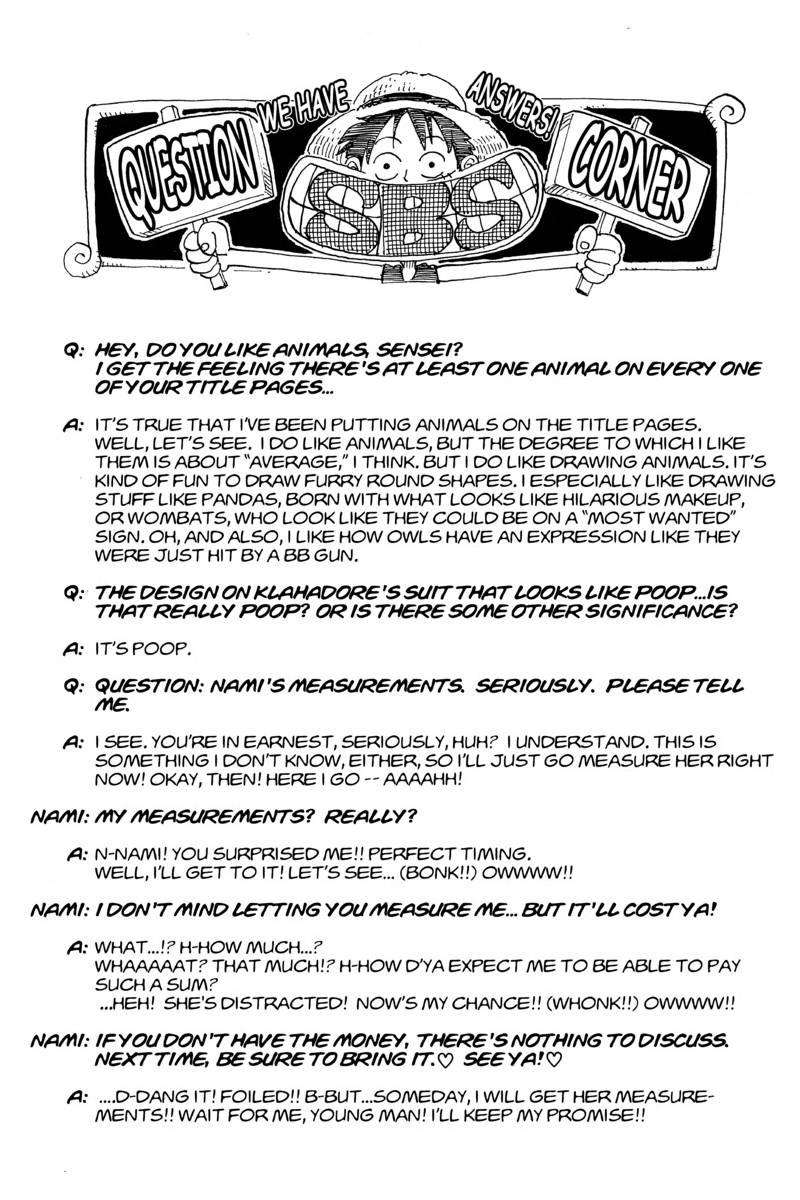 WE HAVE ANSWERS!
QUESTION SBS CORNER
Q: HEY, DO YOU LIKE ANIMALS, SENSEI?
I GET THE FEELING THERE'S AT LEAST ONE ANIMAL ON EVERY ONE
OF YOUR TITLE PAGES...
A: IT'S TRUE THAT I'VE BEEN PUTTING ANIMALS ON THE TITLE PAGES.
WELL, LET'S SEE. I DO LIKE ANIMALS, BUT THE DEGREE TO WHICH I LIKE
THEM IS ABOUT "AVERAGE," I THINK. BUT I DO LIKE DRAWING ANIMALS. IT'S
KIND OF FUN TO DRAW FURRY ROUND SHAPES. I ESPECIALLY LIKE DRAWING
STUFF LIKE PANDAS, BORN WITH WHAT LOOKS LIKE HILARIOUS MAKEUP,
OR WOMBATS, WHO LOOK LIKE THEY COULD BE ON A "MOST WANTED"
SIGN. OH, AND ALSO, I LIKE HOW OWLS HAVE AN EXPRESSION LIKE THEY
WERE JUST HIT BY A BB GUN.
Q: THE DESIGN ON KLAHADORE'S SUIT THAT LOOKS LIKE POOP...IS
THAT REALLY POOP? OR IS THERE SOME OTHER SIGNIFICANCE?
A: IT'S POOP.
Q: QUESTION: NAMI'S MEASUREMENTS. SERIOUSLY. PLEASE TELL
ME.
A: I SEE. YOU'RE IN EARNEST, SERIOUSLY, HUH? I UNDERSTAND. THIS IS
SOMETHING I DON'T KNOW, EITHER, SO I'LL JUST GO MEASURE HER RIGHT
NOW! OKAY, THEN! HERE I GO -- AAAAHH!
NAMI: MY MEASUREMENTS? REALLY?
A: N-NAMI! YOU SURPRISED ME!! PERFECT TIMING.
WELL, I'LL GET TO IT! LET'S SEE... (BONK!!) OWWWW!!
NAMI: I DON'T MIND LETTING YOU MEASURE ME... BUT IT'LL COST YA!
A: WHAT...!? H-HOW MUCH...?
WHAAAAAT? THAT MUCH!? H-HOW D'YA EXPECT ME TO BE ABLE TO PAY
SUCH A SUM?
...HEH! SHE'S DISTRACTED! NOW'S MY CHANCE!! (WHONK!!) OWWWW!!
NAMI: IF YOU DON'T HAVE THE MONEY, THERE'S NOTHING TO DISCUSS.
NEXT TIME, BE SURE TO BRING IT.♡ SEE YA!♡
A: ....D-DANG IT! FOILED!! B-BUT...SOMEDAY, I WILL GET HER MEASURE-
MENTS!! WAIT FOR ME, YOUNG MAN! I'LL KEEP MY PROMISE!!